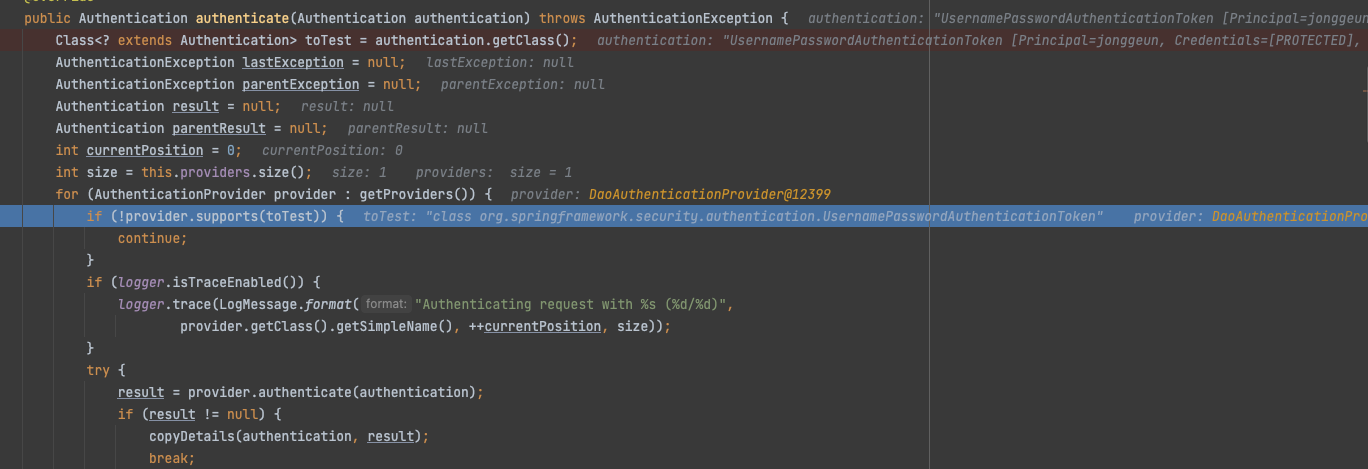 public Authentication authenticate(Authentication authentication) throws AuthenticationException {   authentication: "UsernamePasswordAuthenticationToken [Principal=jonggeun
Class<? extends Authentication> toTest = authentication.getClass();   authentication: "UsernamePasswordAuthenticationToken [Principal=jonggeun, Credentials=[PROTECTED],
AuthenticationException lastException = null;   lastException: null
AuthenticationException parentException = null;   parentException: null
Authentication result = null;   result: null
Authentication parentResult = null;   parentResult: null
int currentPosition = 0;   currentPosition: 0
int size = this.providers.size();   size: 1   providers:  size = 1
for (AuthenticationProvider provider : getProviders()) {   provider: DaoAuthenticationProvider@12399
if (!provider.supports(toTest)) {   toTest: "class org.springframework.security.authentication.UsernamePasswordAuthenticationToken"   provider: DaoAuthenticationPro
continue;
}
if (logger.isTraceEnabled()) {
logger.trace(LogMessage.format( format: "Authenticating request with %s (%d/%d)",
provider.getClass().getSimpleName(), ++currentPosition, size));
}
try {
result = provider.authenticate(authentication);
if (result != null) {
copyDetails(authentication, result);
break;